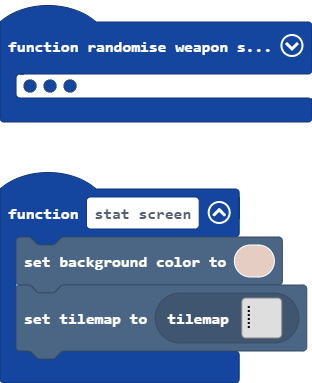 function randomise weapon s...
function stat screen
set background color to
set tilemap to tilemap